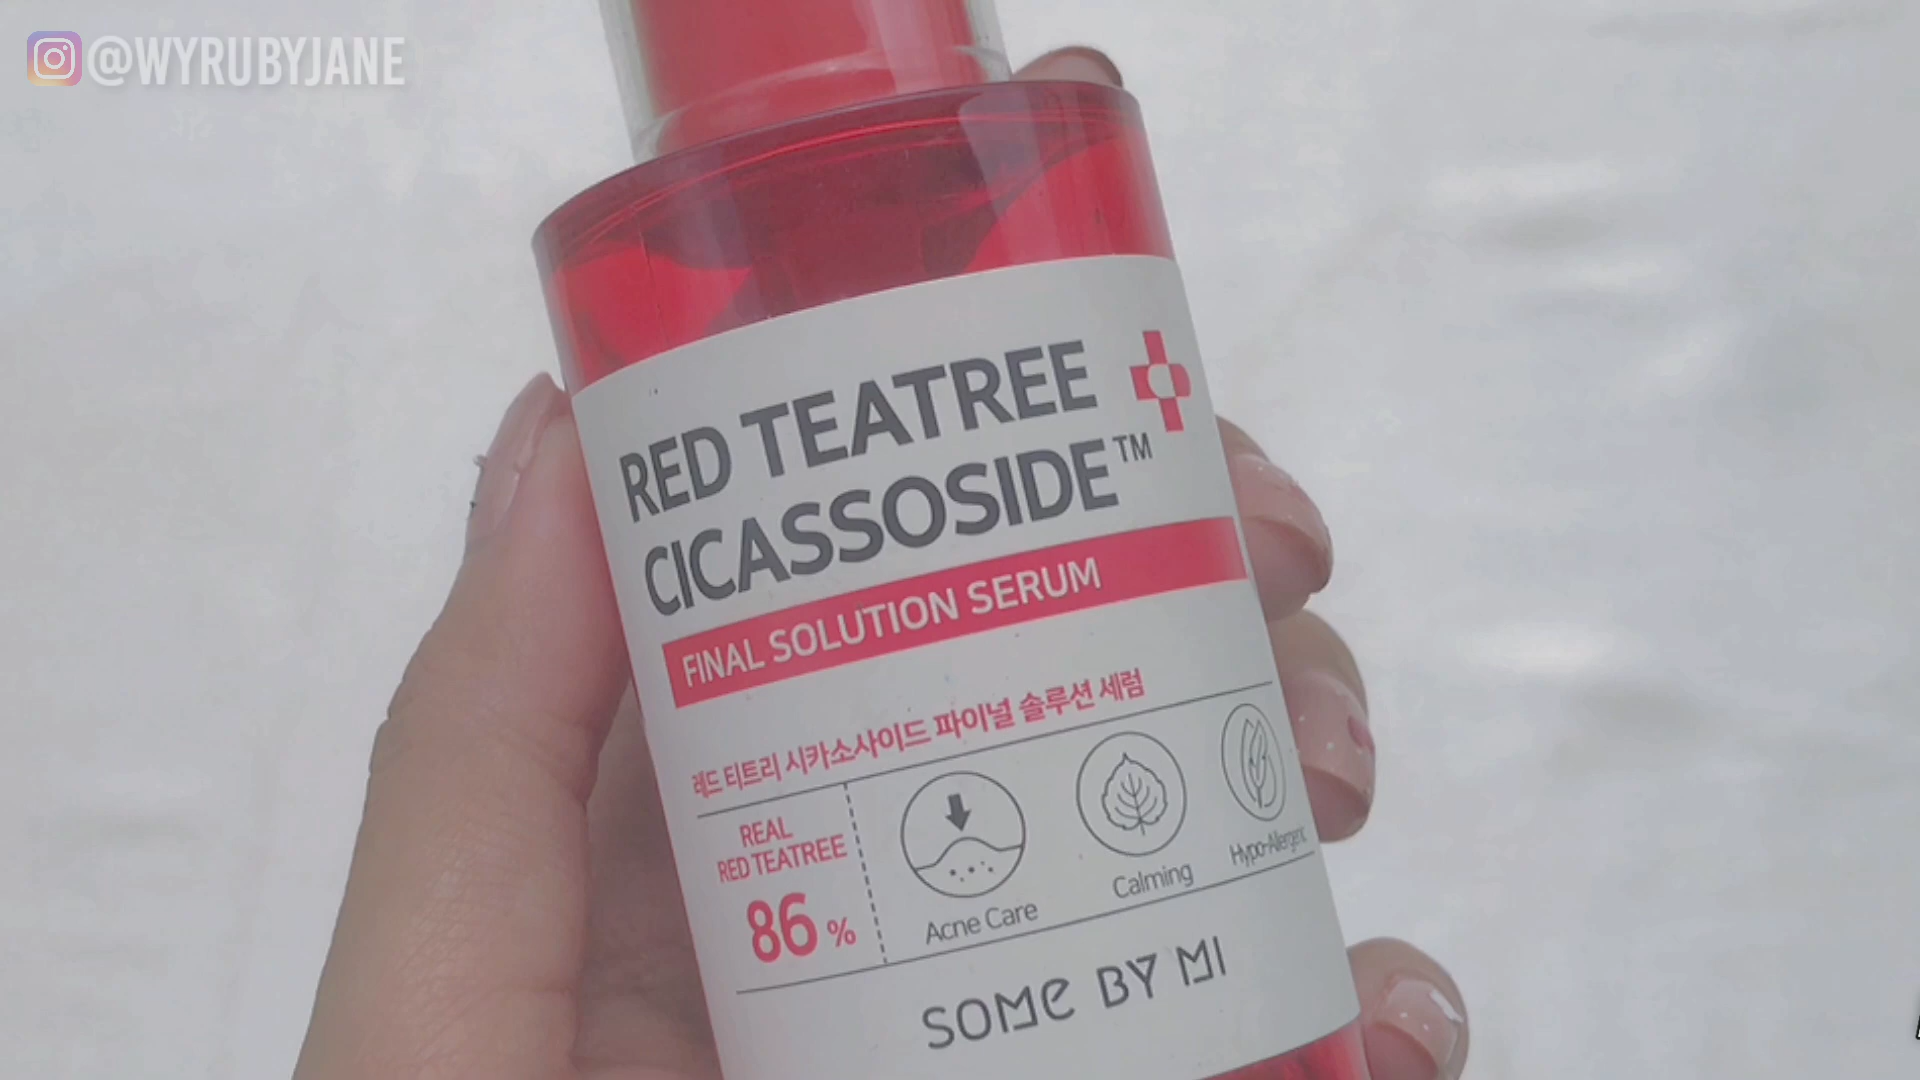 @WYRUBYJANE
RED TEATREE
CICASSOSIDE™
FINAL SOLUTION SERUM
레드 티트리 시카소사이드 파이널 솔루션 세럼
REAL
RED TEATREE
86 %
Acne Care
Calming
Hypo-Alergenic
SOME BY MI